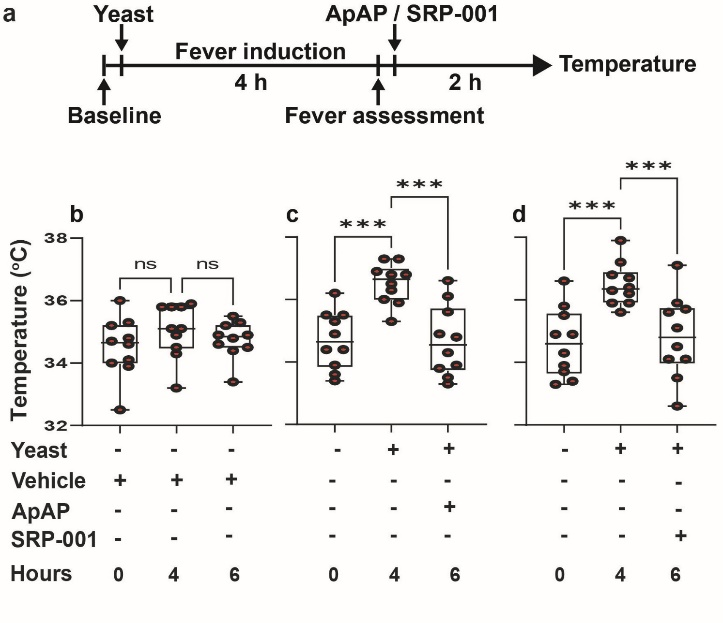 a
Yeast ApAP / SRP-001
Fever induction
4 h 2 h Temperature
Baseline Fever assessment
b c d
*** ***
*** ***
ns ns
Temperature (°C)
38
36
34
32
Yeast - - - - + + - + +
Vehicle + + + - - - - - -
ApAP - - - - - + - - -
SRP-001 - - - - - - - - +
Hours 0 4 6 0 4 6 0 4 6